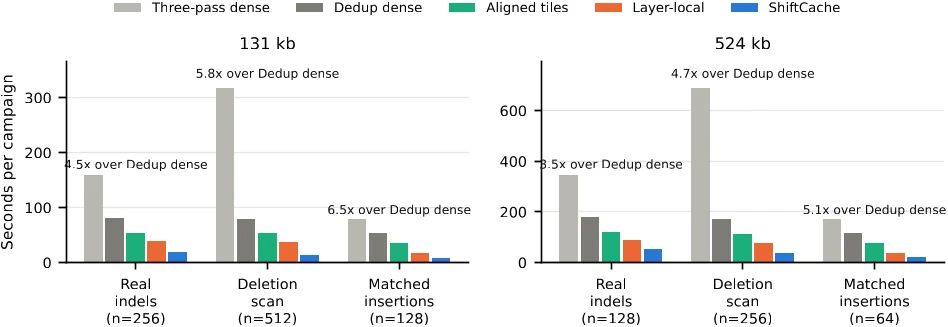 Three-pass dense Dedup dense Aligned tiles Layer-local ShiftCache
131 kb
524 kb
Seconds per campaign
300
200
100
0
4.5x over Dedup dense
5.8x over Dedup dense
6.5x over Dedup dense
Real
indels
(n=256)
Deletion
scan
(n=512)
Matched
insertions
(n=128)
600
400
200
0
3.5x over Dedup dense
4.7x over Dedup dense
5.1x over Dedup dense
Real
indels
(n=128)
Deletion
scan
(n=256)
Matched
insertions
(n=64)